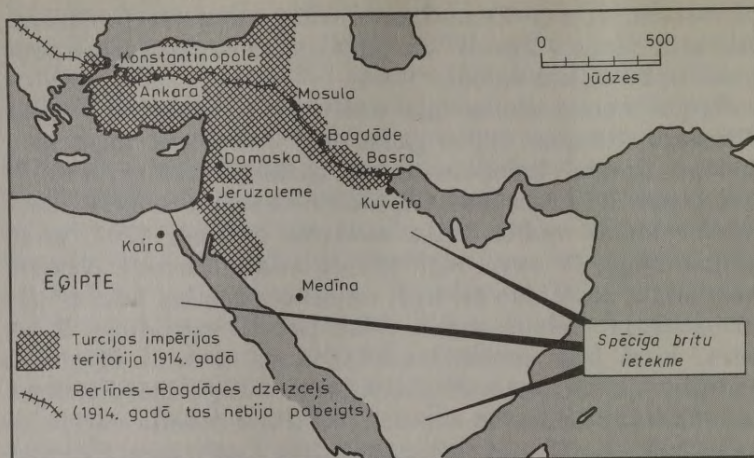 Konstantinopole
0 500
Jūdzes
Ankara
Mosula
Bagdāde
Damaska
Basra
Jeruzaleme
Kuveita
Kaira
ĒĢIPTE
Medīna
Turcijas impērijas
teritorija 1914. gadā
Spēcīga britu
ietekme
Berlīnes – Bagdādes dzelzceļš
(1914. gadā tas nebija pabeigts)